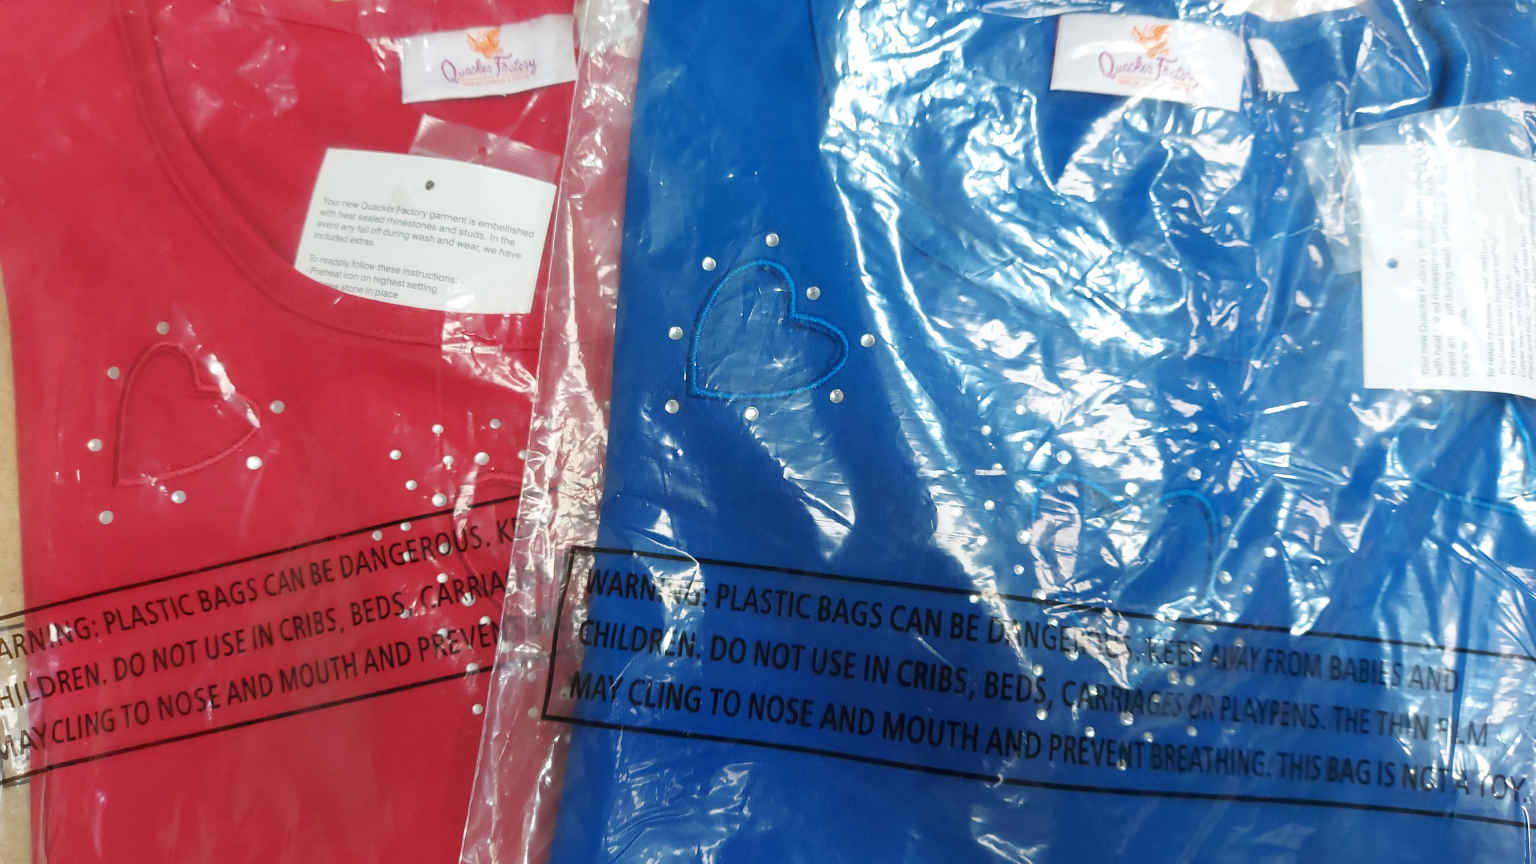 Quacker Factory
Your new Quacker Factory garment is embellished
with heat sealed rhinestones and studs. In the
event any fall off during wash and wear, we have
included extras.
To reapply follow these instructions:
Preheat iron on highest setting,
stone in place
ARNING: PLASTIC BAGS CAN BE DANGEROUS. KE
HILDREN. DO NOT USE IN CRIBS, BEDS, CARRIA
MAY CLING TO NOSE AND MOUTH AND PREVEN
Quacker Factory
WARNING: PLASTIC BAGS CAN BE DANGEROUS. KEEP AWAY FROM BABIES AND
CHILDREN. DO NOT USE IN CRIBS, BEDS, CARRIAGES OR PLAYPENS. THE THIN FILM
MAY CLING TO NOSE AND MOUTH AND PREVENT BREATHING. THIS BAG IS NOT A TOY.